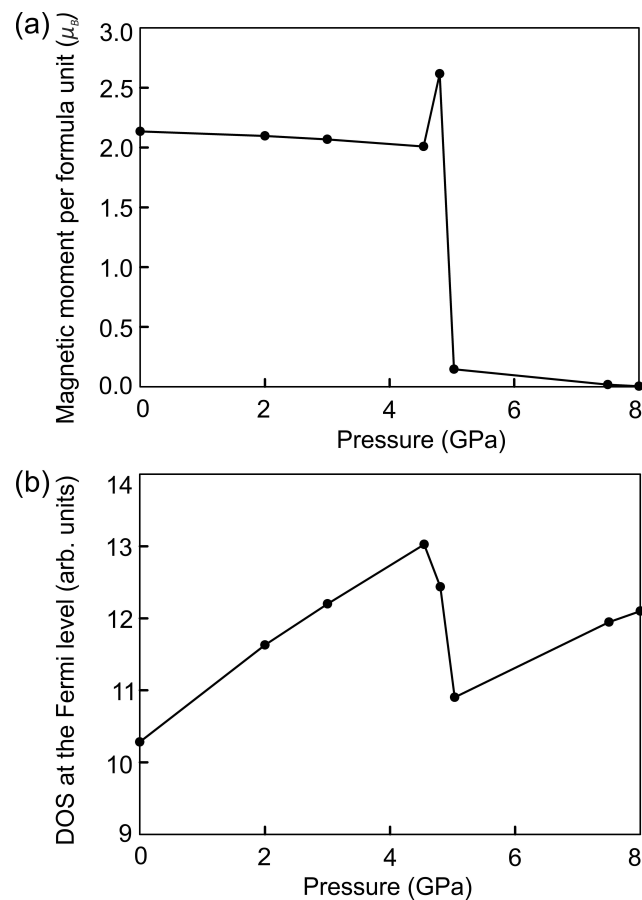 (a)
Magnetic moment per formula unit (μB)
3.0
2.5
2.0
1.5
1.0
0.5
0.0
0 2 4 6 8
Pressure (GPa)
(b)
DOS at the Fermi level (arb. units)
14
13
12
11
10
9
0 2 4 6 8
Pressure (GPa)